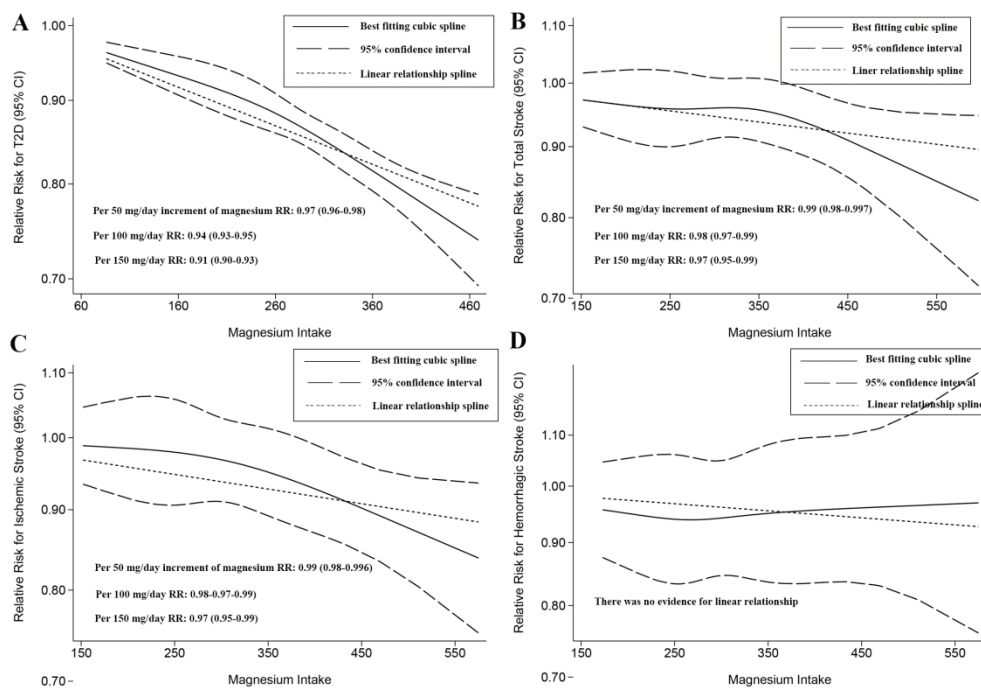 A
1.00
0.90
0.80
0.70
Relative Risk for T2D (95% CI)
Best fitting cubic spline
95% confidence interval
Linear relationship spline
Per 50 mg/day increment of magnesium RR: 0.97 (0.96-0.98)
Per 100 mg/day RR: 0.94 (0.93-0.95)
Per 150 mg/day RR: 0.91 (0.90-0.93)
60 160 260 360 460
Magnesium Intake
B
1.00
0.90
0.80
0.70
Relative Risk for Total Stroke (95% CI)
Best fitting cubic spline
95% confidence interval
Liner relationship spline
Per 50 mg/day increment of magnesium RR: 0.99 (0.98-0.997)
Per 100 mg/day RR: 0.98 (0.97-0.99)
Per 150 mg/day RR: 0.97 (0.95-0.99)
150 250 350 450 550
Magnesium Intake
C
1.10
1.00
0.90
0.80
0.70
Relative Risk for Ischemic Stroke (95% CI)
Best fitting cubic spline
95% confidence interval
Linear relationship spline
Per 50 mg/day increment of magnesium RR: 0.99 (0.98-0.996)
Per 100 mg/day RR: 0.98-0.97-0.99)
Per 150 mg/day RR: 0.97 (0.95-0.99)
150 250 350 450 550
Magnesium Intake
D
1.10
1.00
0.90
0.80
0.70
Relative Risk for Hemorrhagic Stroke (95% CI)
Best fitting cubic spline
95% confidence interval
Linear relationship spline
There was no evidence for linear relationship
150 250 350 450 550
Magnesium Intake